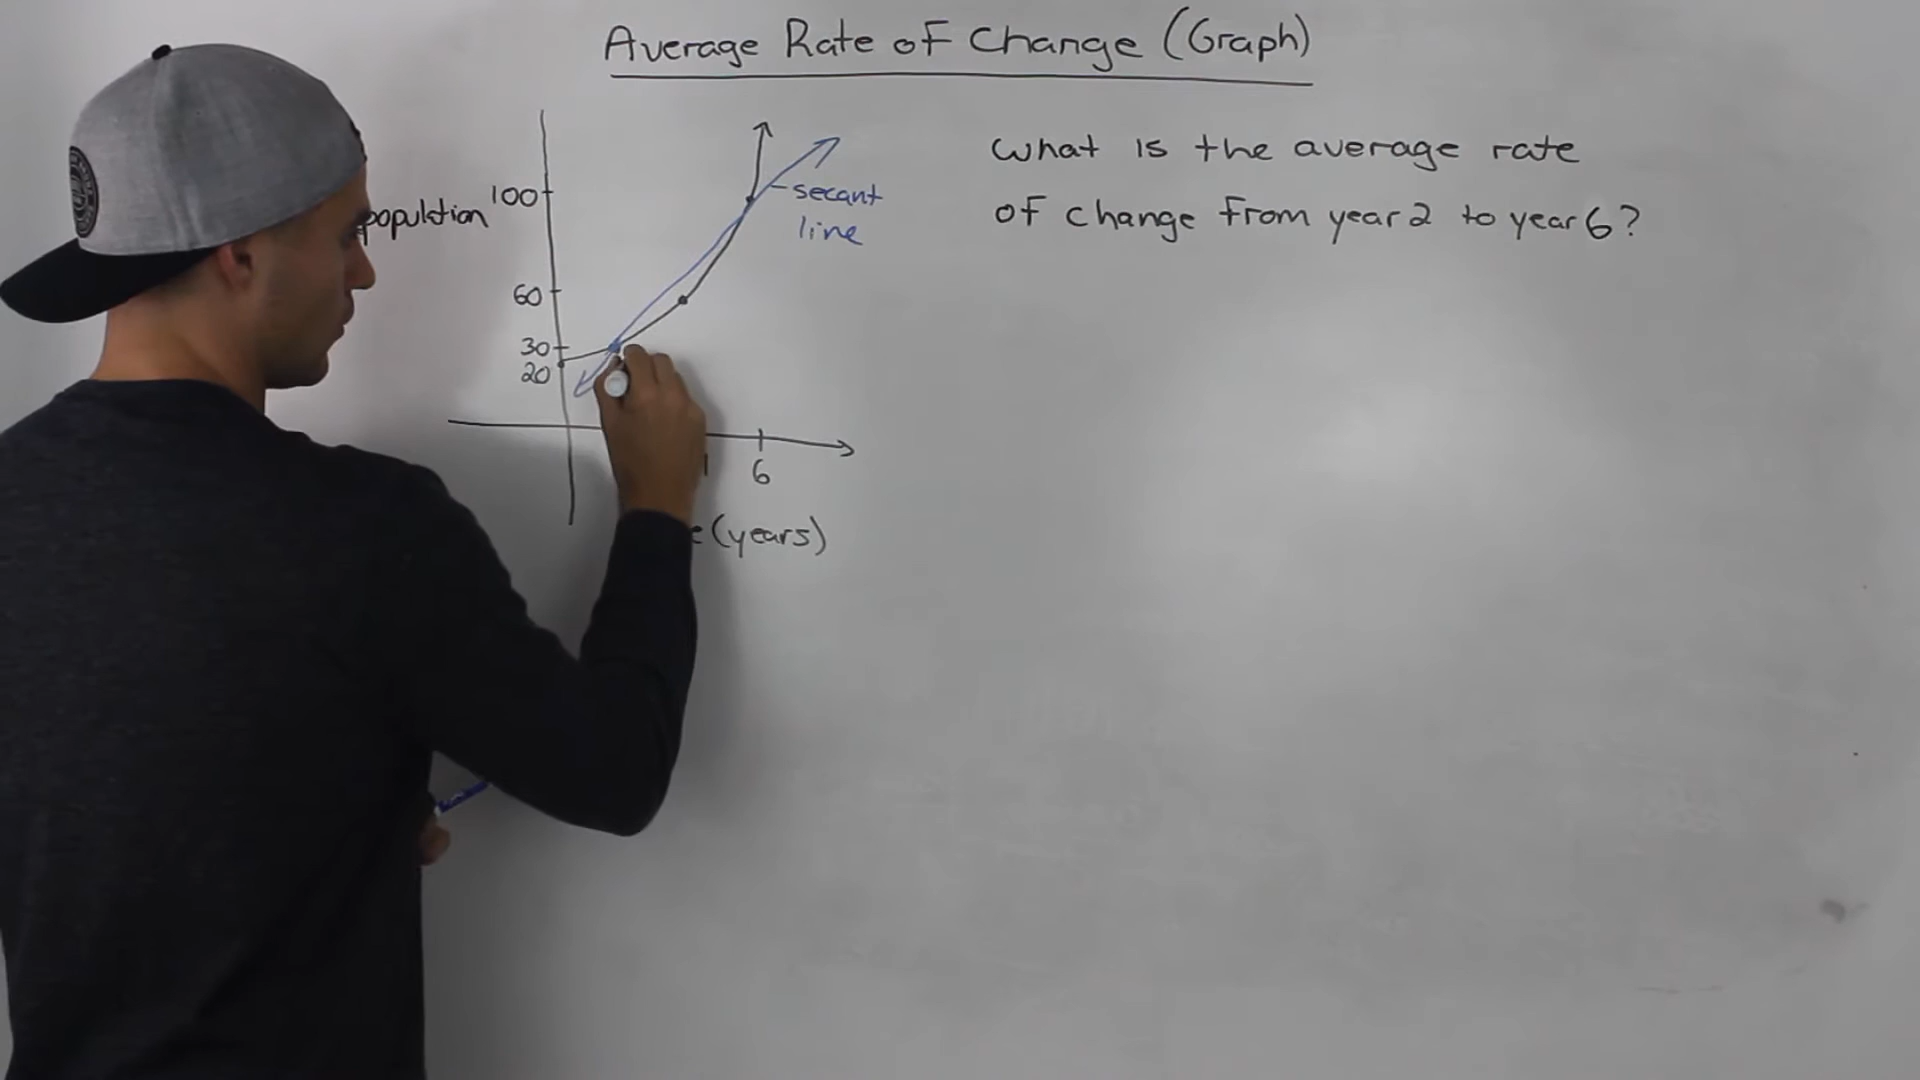 Average Rate of Change (Graph)
What is the average rate
of change from year 2 to year 6?
population
100
60
30
20
secant
line
6
(years)